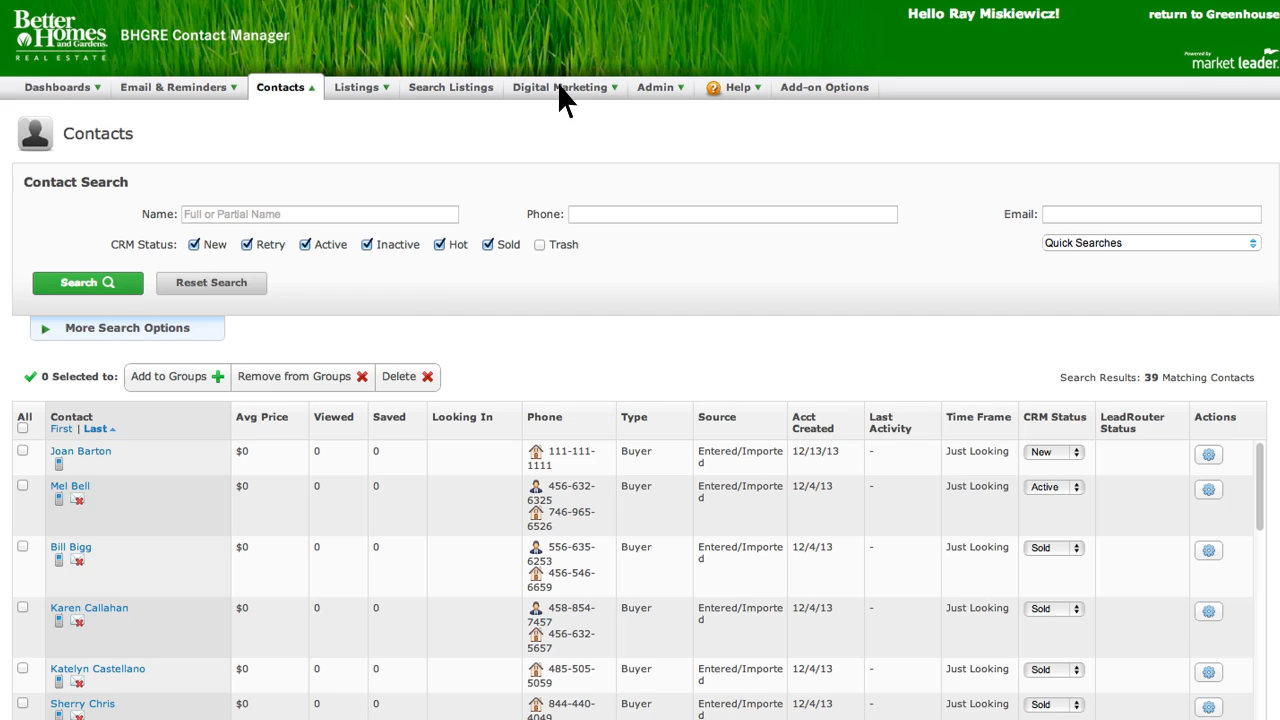 Better
Homes
and Gardens.
REAL ESTATE
BHGRE Contact Manager
Hello Ray Miskiewicz!
return to Greenhouse
Powered by
market leader.
Dashboards Email & Reminders Contacts Listings Search Listings Digital Marketing Admin Help Add-on Options
Contacts
Contact Search
Name: Full or Partial Name Phone: Email:
CRM Status: New Retry Active Inactive Hot Sold Trash Quick Searches
Search Reset Search
More Search Options
0 Selected to: Add to Groups Remove from Groups Delete Search Results: 39 Matching Contacts
All Contact Avg Price Viewed Saved Looking In Phone Type Source Acct Last Time Frame CRM Status LeadRouter Actions
First | Last Created Activity Status
Joan Barton $0 0 0 111-111- Buyer Entered/Importe 12/13/13 - Just Looking New
1111 d
Mel Bell $0 0 0 456-632- Buyer Entered/Importe 12/4/13 - Just Looking Active
6325 d
746-965-
6526
Bill Bigg $0 0 0 556-635- Buyer Entered/Importe 12/4/13 - Just Looking Sold
6253 d
456-546-
6659
Karen Callahan $0 0 0 458-854- Buyer Entered/Importe 12/4/13 - Just Looking Sold
7457 d
456-632-
5657
Katelyn Castellano $0 0 0 485-505- Buyer Entered/Importe 12/4/13 - Just Looking Sold
5059 d
Sherry Chris $0 0 0 844-440- Buyer Entered/Importe 12/4/13 - Just Looking Sold
4049 d